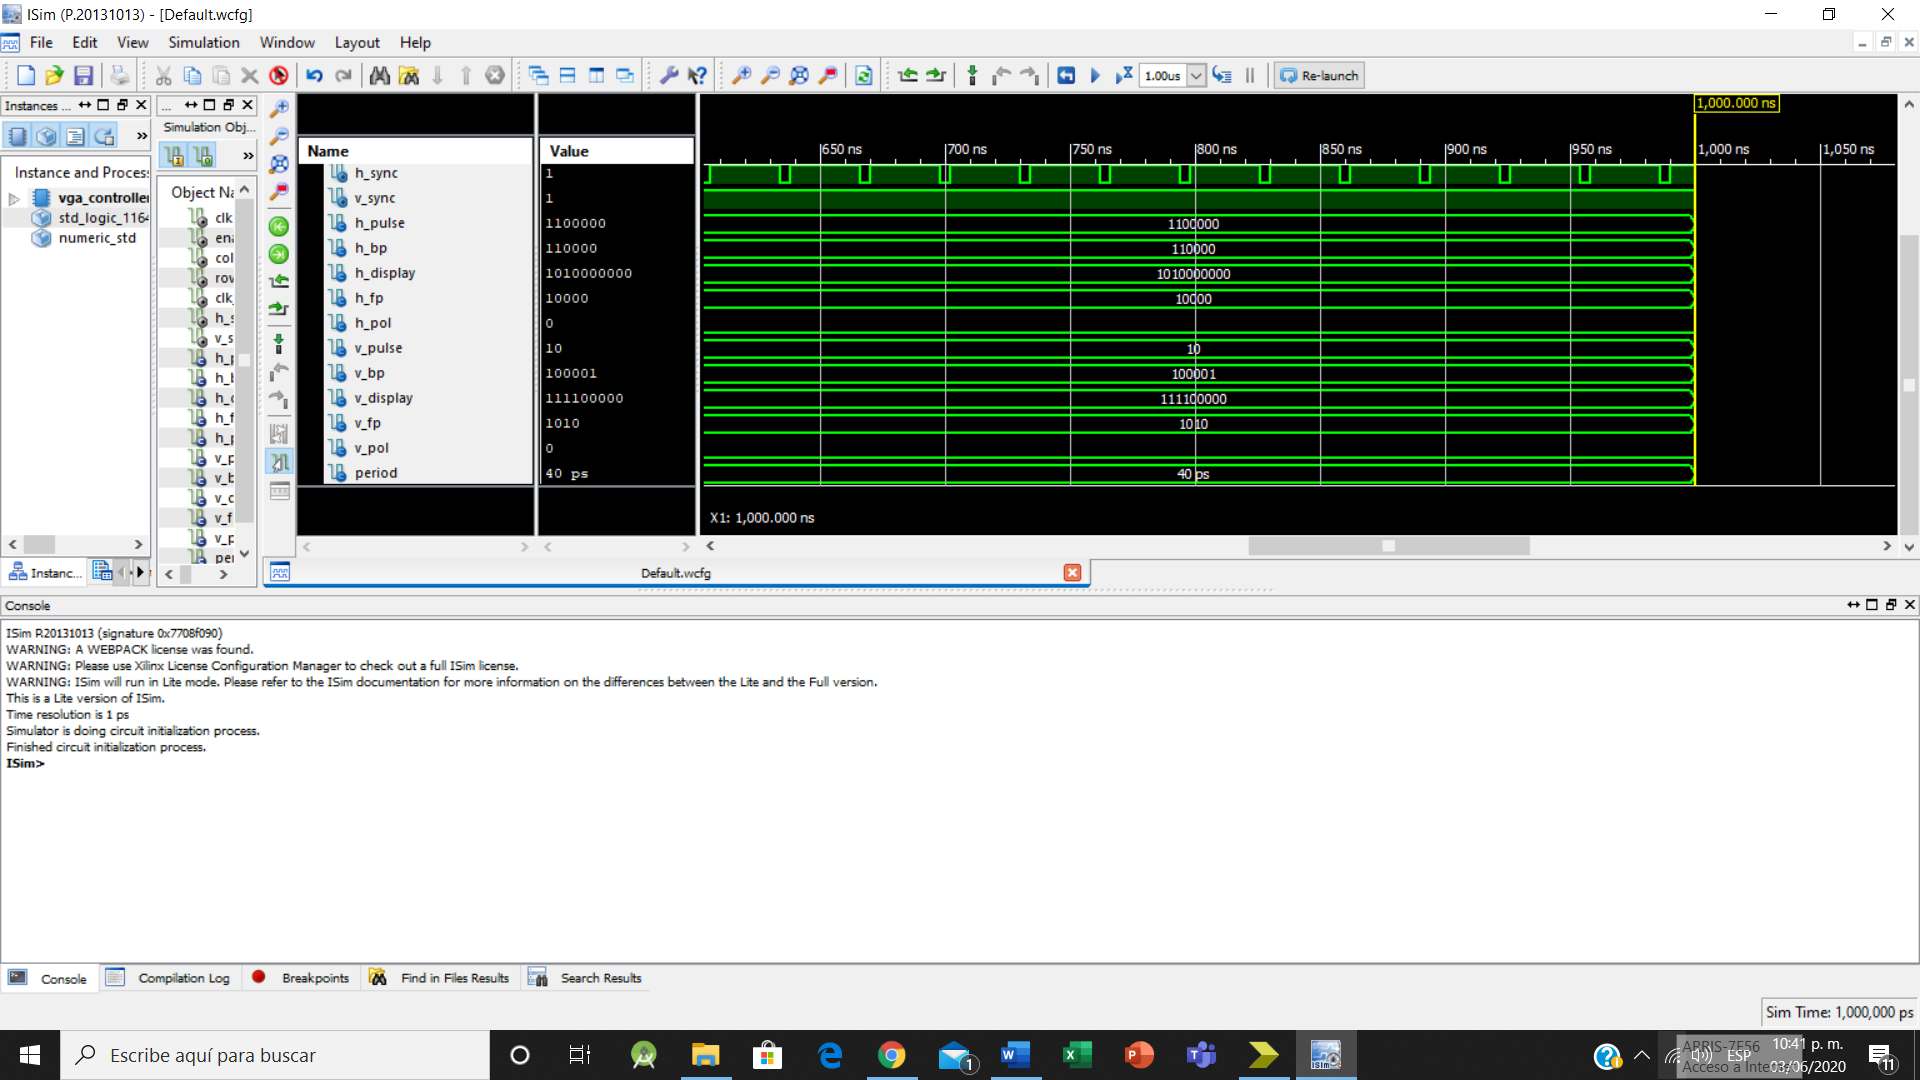 ISim (P.20131013) - [Default.wcfg]
File Edit View Simulation Window Layout Help
1.00us Re-launch
Instances ...
...
Simulation Obj...
Instance and Process
vga_controller
std_logic_1164
numeric_std
Object Na
clk
ena
col
row
clk_
h_s
v_s
h_p
h_b
h_d
h_f
h_p
v_p
v_b
v_d
v_f
v_p
per
Name Value
h_sync 1
v_sync 1
h_pulse 1100000
h_bp 110000
h_display 1010000000
h_fp 10000
h_pol 0
v_pulse 10
v_bp 100001
v_display 111100000
v_fp 1010
v_pol 0
period 40 ps
1,000.000 ns
650 ns 700 ns 750 ns 800 ns 850 ns 900 ns 950 ns 1,000 ns 1,050 ns
1100000
110000
1010000000
10000
10
100001
111100000
1010
40 ps
X1: 1,000.000 ns
Instanc...
Default.wcfg
Console
ISim P.20131013 (signature 0x7708f090)
WARNING: A WEBPACK license was found.
WARNING: Please use Xilinx License Configuration Manager to check out a full ISim license.
WARNING: ISim will run in Lite mode. Please refer to the ISim documentation for more information on the differences between the Lite and the Full version.
This is a Lite version of ISim.
Time resolution is 1 ps
Simulator is doing circuit initialization process.
Finished circuit initialization process.
ISim>
Console Compilation Log Breakpoints Find in Files Results Search Results
Sim Time: 1,000,000 ps
Escribe aquí para buscar
1
ARRIS-7E56
Acceso a Inte
ESP
10:41 p. m.
03/06/2020
11